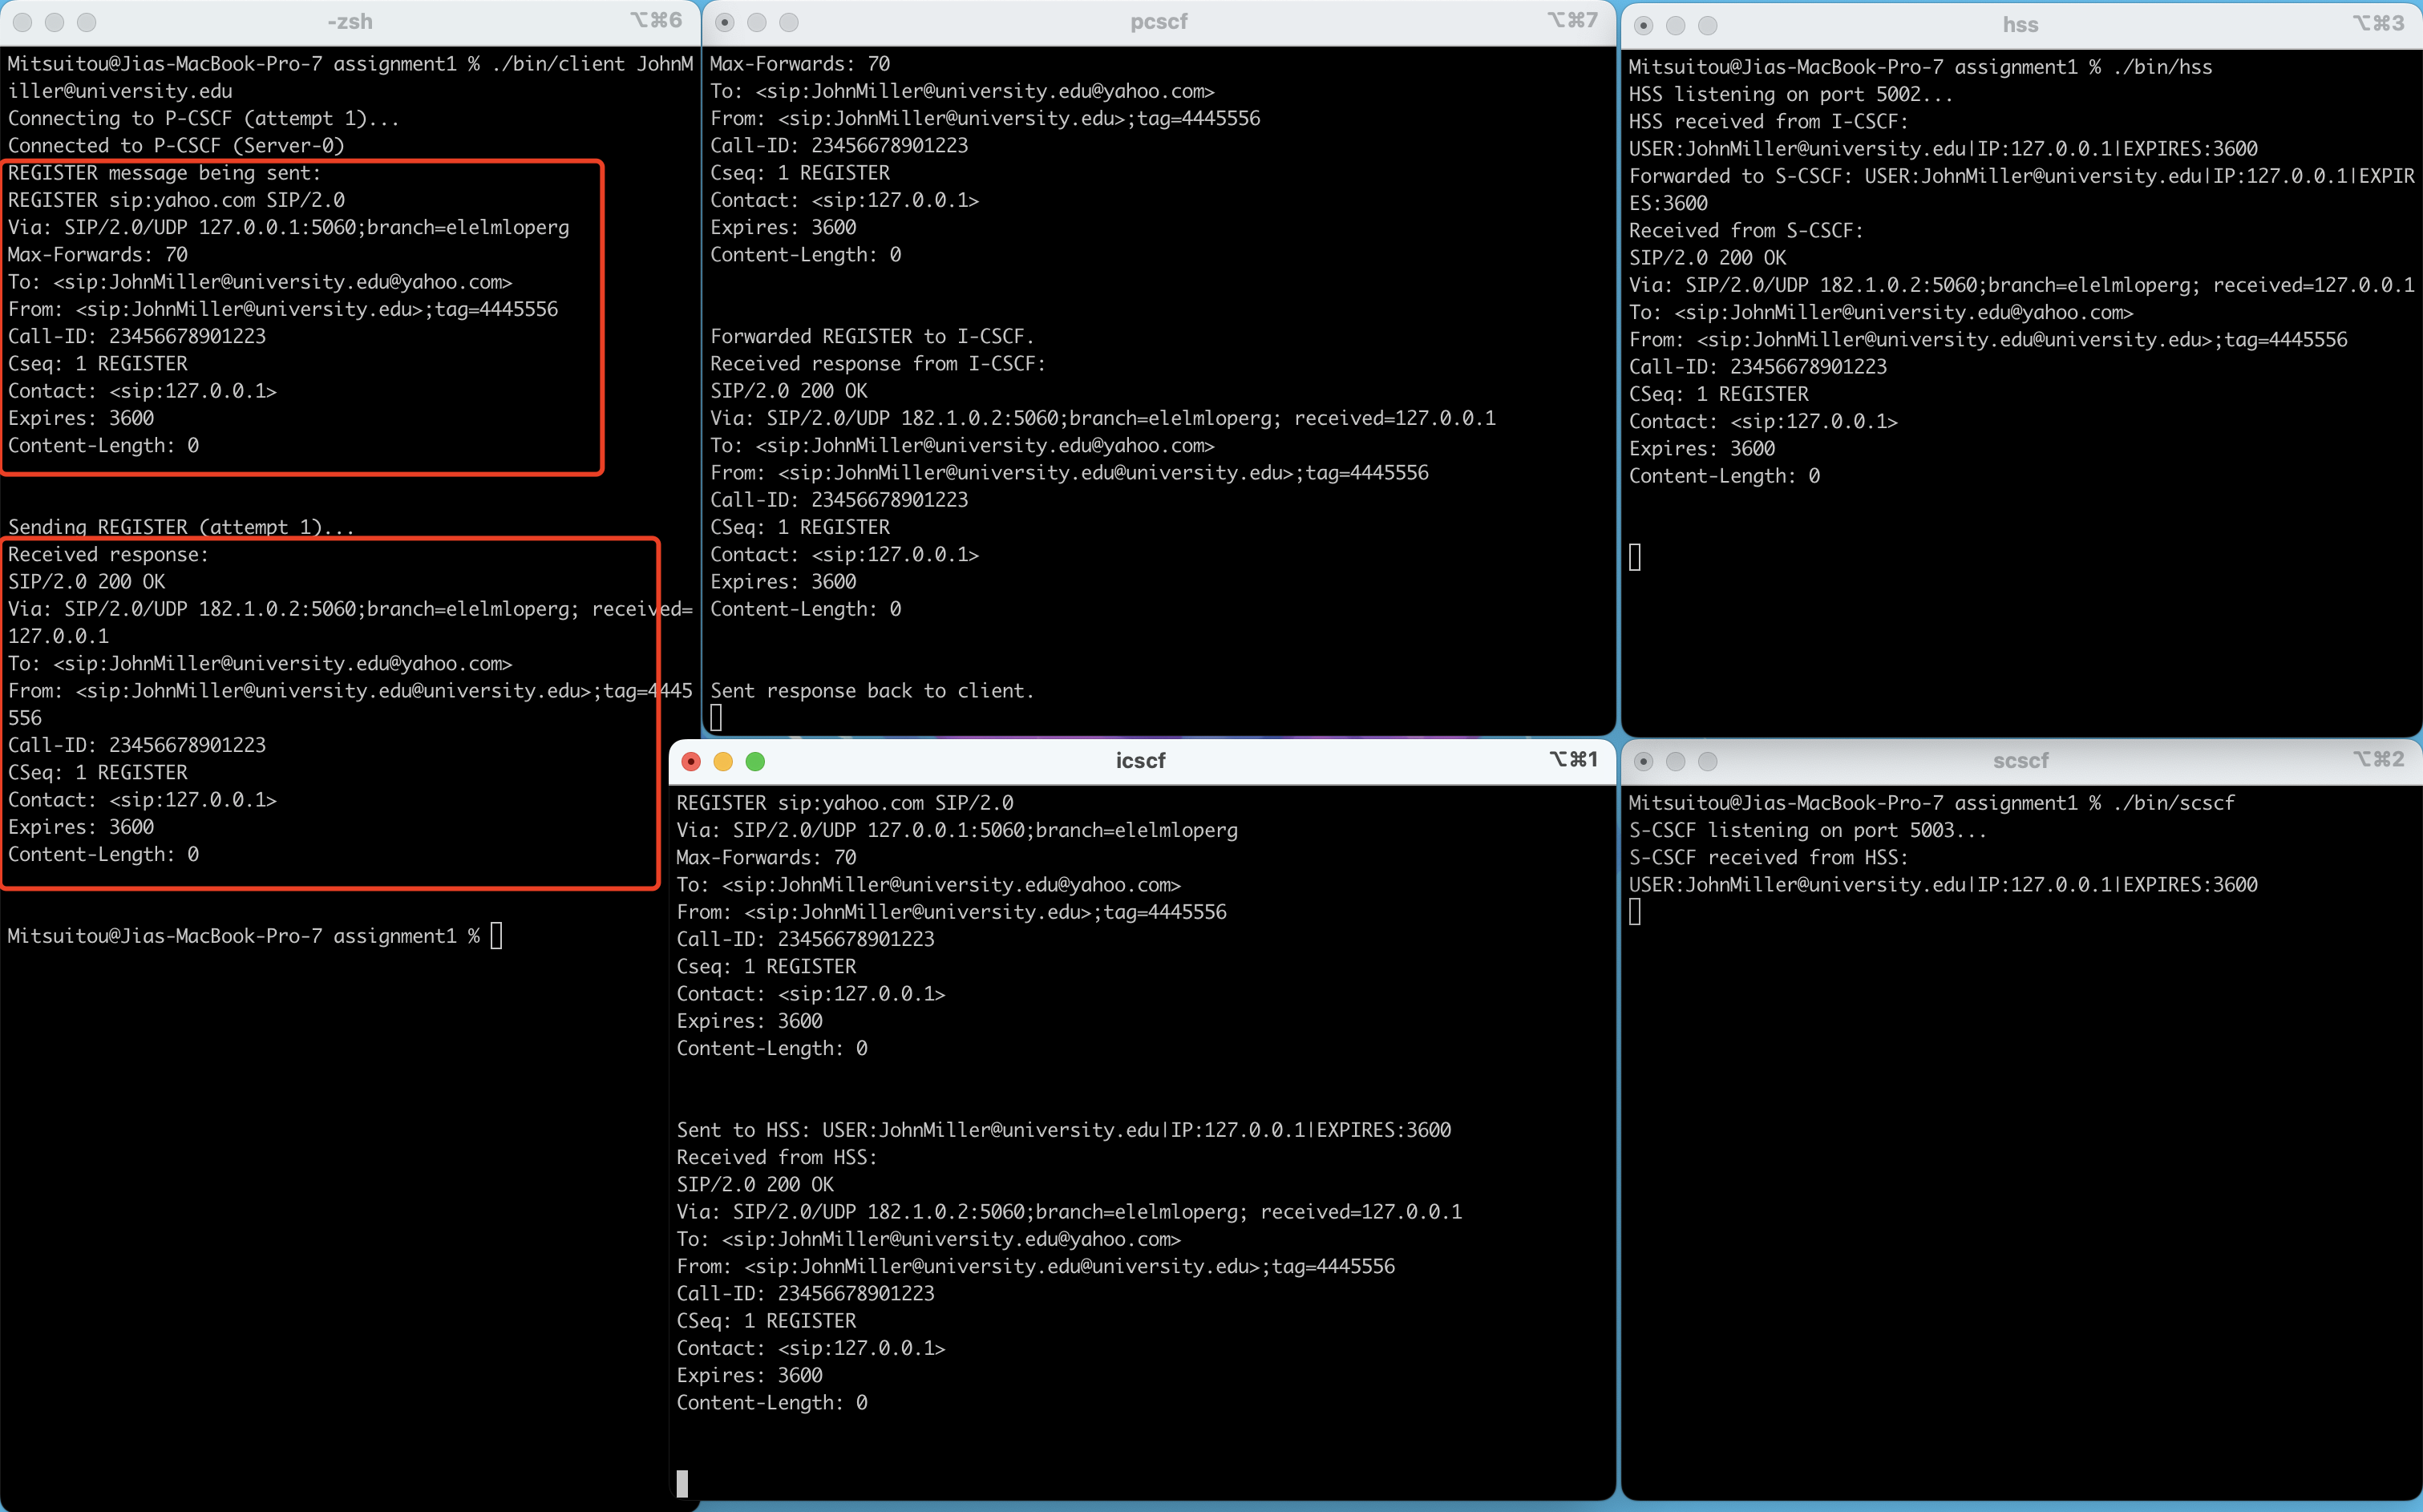 -zsh
⌥⌘6
Mitsuitou@Jias-MacBook-Pro-7 assignment1 % ./bin/client JohnM
iller@university.edu
Connecting to P-CSCF (attempt 1)...
Connected to P-CSCF (Server-0)
REGISTER message being sent:
REGISTER sip:yahoo.com SIP/2.0
Via: SIP/2.0/UDP 127.0.0.1:5060;branch=elelmloperg
Max-Forwards: 70
To: <sip:JohnMiller@university.edu@yahoo.com>
From: <sip:JohnMiller@university.edu>;tag=4445556
Call-ID: 23456678901223
Cseq: 1 REGISTER
Contact: <sip:127.0.0.1>
Expires: 3600
Content-Length: 0
Sending REGISTER (attempt 1)...
Received response:
SIP/2.0 200 OK
Via: SIP/2.0/UDP 182.1.0.2:5060;branch=elelmloperg; received=
127.0.0.1
To: <sip:JohnMiller@university.edu@yahoo.com>
From: <sip:JohnMiller@university.edu@university.edu>;tag=4445
556
Call-ID: 23456678901223
CSeq: 1 REGISTER
Contact: <sip:127.0.0.1>
Expires: 3600
Content-Length: 0
Mitsuitou@Jias-MacBook-Pro-7 assignment1 %
pcscf
⌥⌘7
Max-Forwards: 70
To: <sip:JohnMiller@university.edu@yahoo.com>
From: <sip:JohnMiller@university.edu>;tag=4445556
Call-ID: 23456678901223
Cseq: 1 REGISTER
Contact: <sip:127.0.0.1>
Expires: 3600
Content-Length: 0
Forwarded REGISTER to I-CSCF.
Received response from I-CSCF:
SIP/2.0 200 OK
Via: SIP/2.0/UDP 182.1.0.2:5060;branch=elelmloperg; received=127.0.0.1
To: <sip:JohnMiller@university.edu@yahoo.com>
From: <sip:JohnMiller@university.edu@university.edu>;tag=4445556
Call-ID: 23456678901223
CSeq: 1 REGISTER
Contact: <sip:127.0.0.1>
Expires: 3600
Content-Length: 0
Sent response back to client.
hss
⌥⌘3
Mitsuitou@Jias-MacBook-Pro-7 assignment1 % ./bin/hss
HSS listening on port 5002...
HSS received from I-CSCF:
USER:JohnMiller@university.edu|IP:127.0.0.1|EXPIRES:3600
Forwarded to S-CSCF: USER:JohnMiller@university.edu|IP:127.0.0.1|EXPIR
ES:3600
Received from S-CSCF:
SIP/2.0 200 OK
Via: SIP/2.0/UDP 182.1.0.2:5060;branch=elelmloperg; received=127.0.0.1
To: <sip:JohnMiller@university.edu@yahoo.com>
From: <sip:JohnMiller@university.edu@university.edu>;tag=4445556
Call-ID: 23456678901223
CSeq: 1 REGISTER
Contact: <sip:127.0.0.1>
Expires: 3600
Content-Length: 0
icscf
⌥⌘1
REGISTER sip:yahoo.com SIP/2.0
Via: SIP/2.0/UDP 127.0.0.1:5060;branch=elelmloperg
Max-Forwards: 70
To: <sip:JohnMiller@university.edu@yahoo.com>
From: <sip:JohnMiller@university.edu>;tag=4445556
Call-ID: 23456678901223
Cseq: 1 REGISTER
Contact: <sip:127.0.0.1>
Expires: 3600
Content-Length: 0
Sent to HSS: USER:JohnMiller@university.edu|IP:127.0.0.1|EXPIRES:3600
Received from HSS:
SIP/2.0 200 OK
Via: SIP/2.0/UDP 182.1.0.2:5060;branch=elelmloperg; received=127.0.0.1
To: <sip:JohnMiller@university.edu@yahoo.com>
From: <sip:JohnMiller@university.edu@university.edu>;tag=4445556
Call-ID: 23456678901223
CSeq: 1 REGISTER
Contact: <sip:127.0.0.1>
Expires: 3600
Content-Length: 0
scscf
⌥⌘2
Mitsuitou@Jias-MacBook-Pro-7 assignment1 % ./bin/scscf
S-CSCF listening on port 5003...
S-CSCF received from HSS:
USER:JohnMiller@university.edu|IP:127.0.0.1|EXPIRES:3600